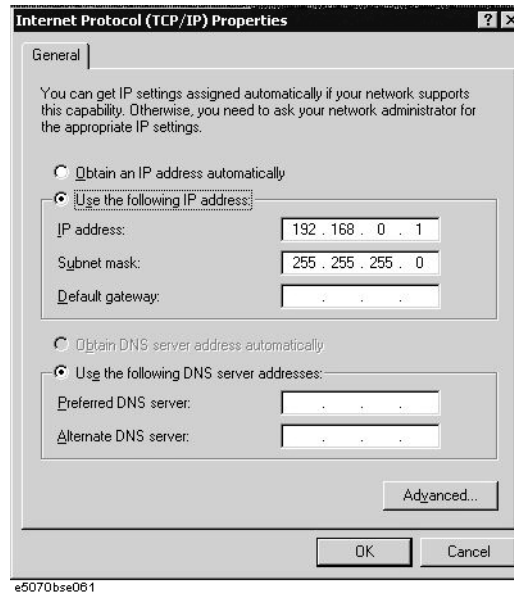 Internet Protocol (TCP/IP) Properties
General
You can get IP settings assigned automatically if your network supports
this capability. Otherwise, you need to ask your network administrator for
the appropriate IP settings.
Obtain an IP address automatically
Use the following IP address:
IP address: 192 . 168 . 0 . 1
Subnet mask: 255 . 255 . 255 . 0
Default gateway: . . .
Obtain DNS server address automatically
Use the following DNS server addresses:
Preferred DNS server: . . .
Alternate DNS server: . . .
Advanced...
OK Cancel
e5070bse061